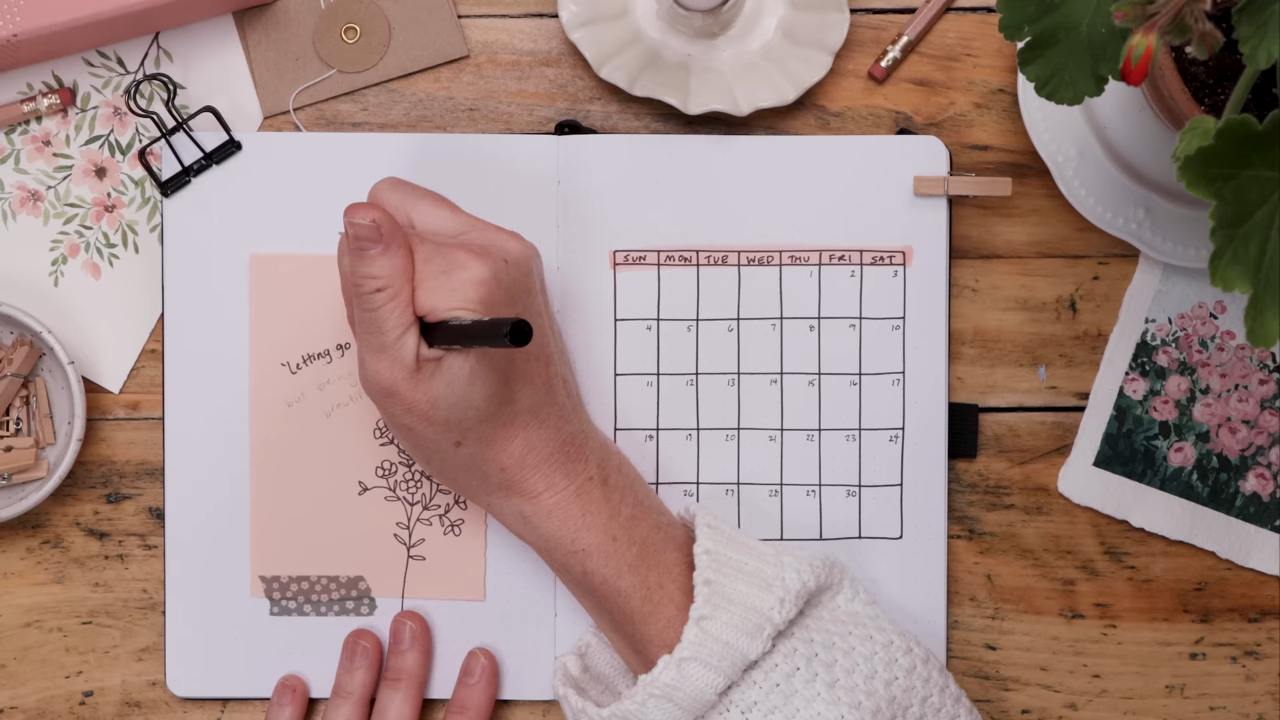 'Letting go
but being
SUN MON TUE WED THU FRI SAT
1 2 3
4 5 6 7 8 9 10
11 12 13 14 15 16 17
18 19 20 21 22 23 24
26 27 28 29 30